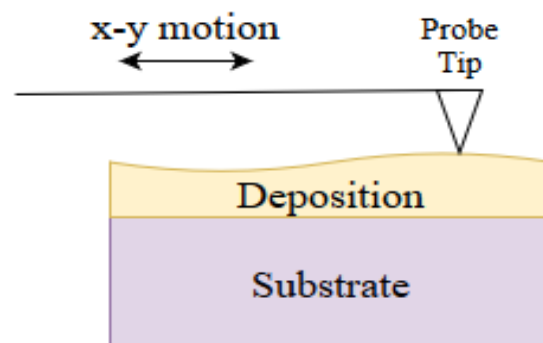 x-y motion
Probe
Tip
Deposition
Substrate